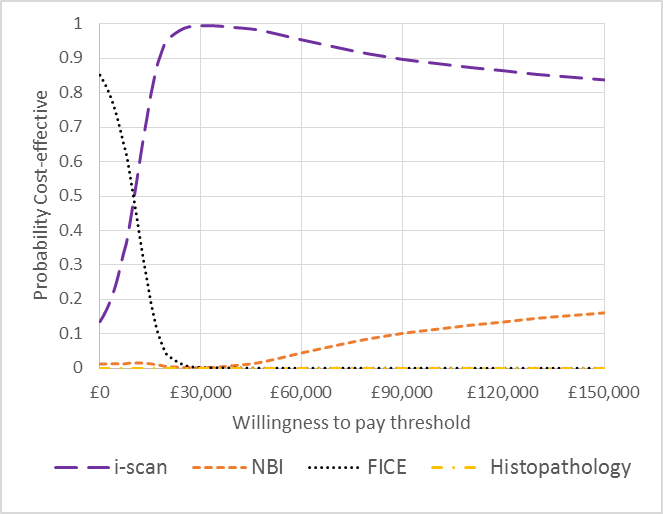 1
0.9
0.8
0.7
0.6
0.5
0.4
0.3
0.2
0.1
0
Probability Cost-effective
£0 £30,000 £60,000 £90,000 £120,000 £150,000
Willingness to pay threshold
i-scan NBI FICE Histopathology